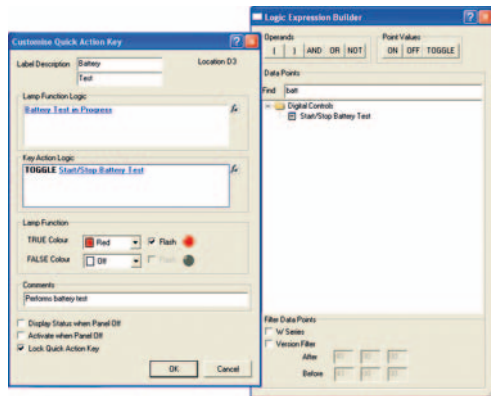 Customise Quick Action Key
Label Description Battery Location D3
Test
Lamp Function Logic
Battery Test in Progress
Key Action Logic
TOGGLE Start/Stop Battery Test
Lamp Function
TRUE Colour Red Flash
FALSE Colour Off Flash
Comments
Performs battery test
Display Status when Panel Off
Activate when Panel Off
Lock Quick Action Key
OK Cancel
Logic Expression Builder
Operands Point Values
( ) AND OR NOT ON OFF TOGGLE
Data Points
Find batt
Digital Controls
Start/Stop Battery Test
Filter Data Points
W Series
Version Filter
After
Before